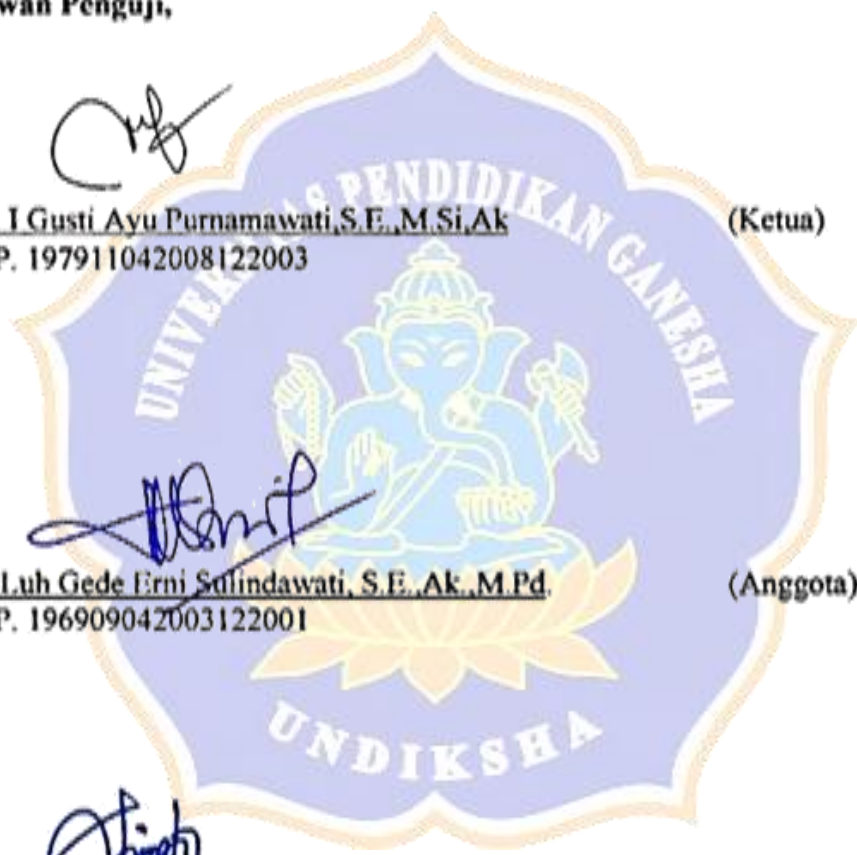 wan Penguji,
I Gusti Ayu Purnamawati,S.E.,M.Si,Ak (Ketua)
P. 197911042008122003
UNIVERSITAS PENDIDIKAN GANESHA
Luh Gede Erni Sulindawati, S.E.,Ak.,M.Pd. (Anggota)
P. 196909042003122001
UNDIKSHA